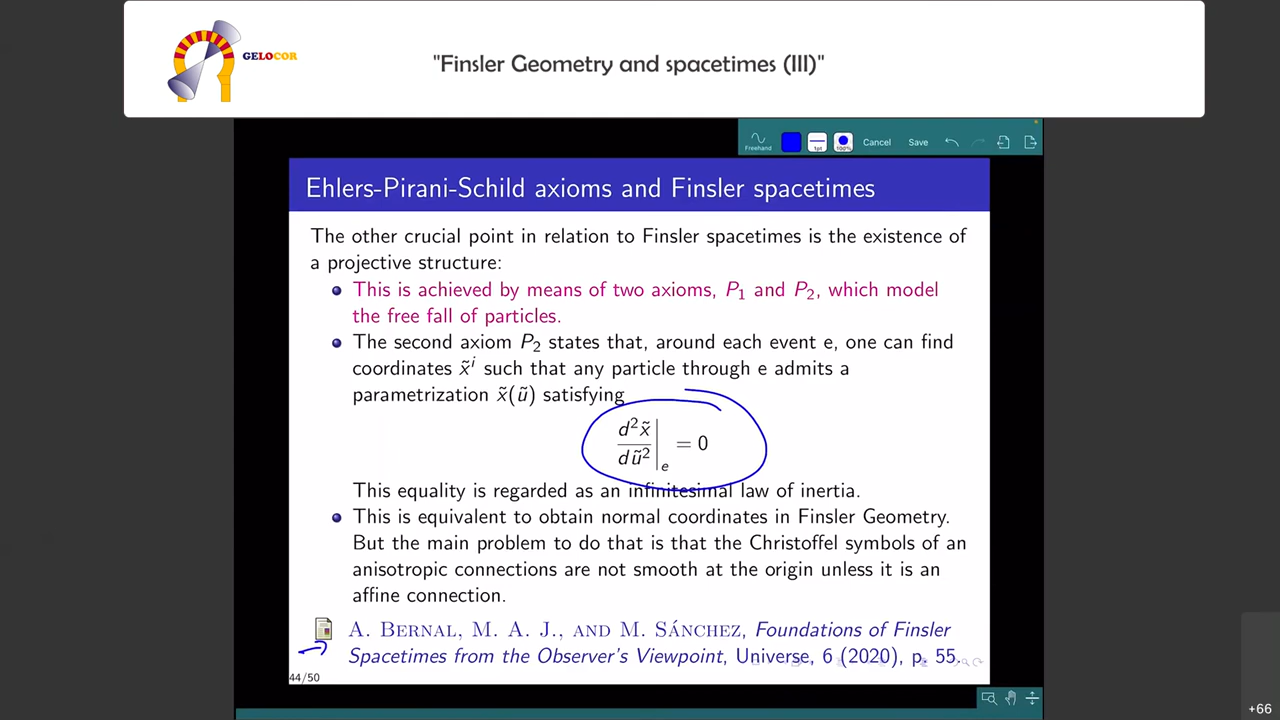 GELOCOR
"Finsler Geometry and spacetimes (III)"
Freehand
1pt
100%
Cancel
Save
Ehlers-Pirani-Schild axioms and Finsler spacetimes
The other crucial point in relation to Finsler spacetimes is the existence of
a projective structure:
This is achieved by means of two axioms, P₁ and P₂, which model
the free fall of particles.
The second axiom P₂ states that, around each event e, one can find
coordinates x̃ⁱ such that any particle through e admits a
parametrization x̃(ũ) satisfying
d²x̃/dũ²|ₑ = 0
This equality is regarded as an infinitesimal law of inertia.
This is equivalent to obtain normal coordinates in Finsler Geometry.
But the main problem to do that is that the Christoffel symbols of an
anisotropic connections are not smooth at the origin unless it is an
affine connection.
A. Bernal, M. A. J., and M. Sánchez, Foundations of Finsler
Spacetimes from the Observer's Viewpoint, Universe, 6 (2020), p. 55.
44/50
+66